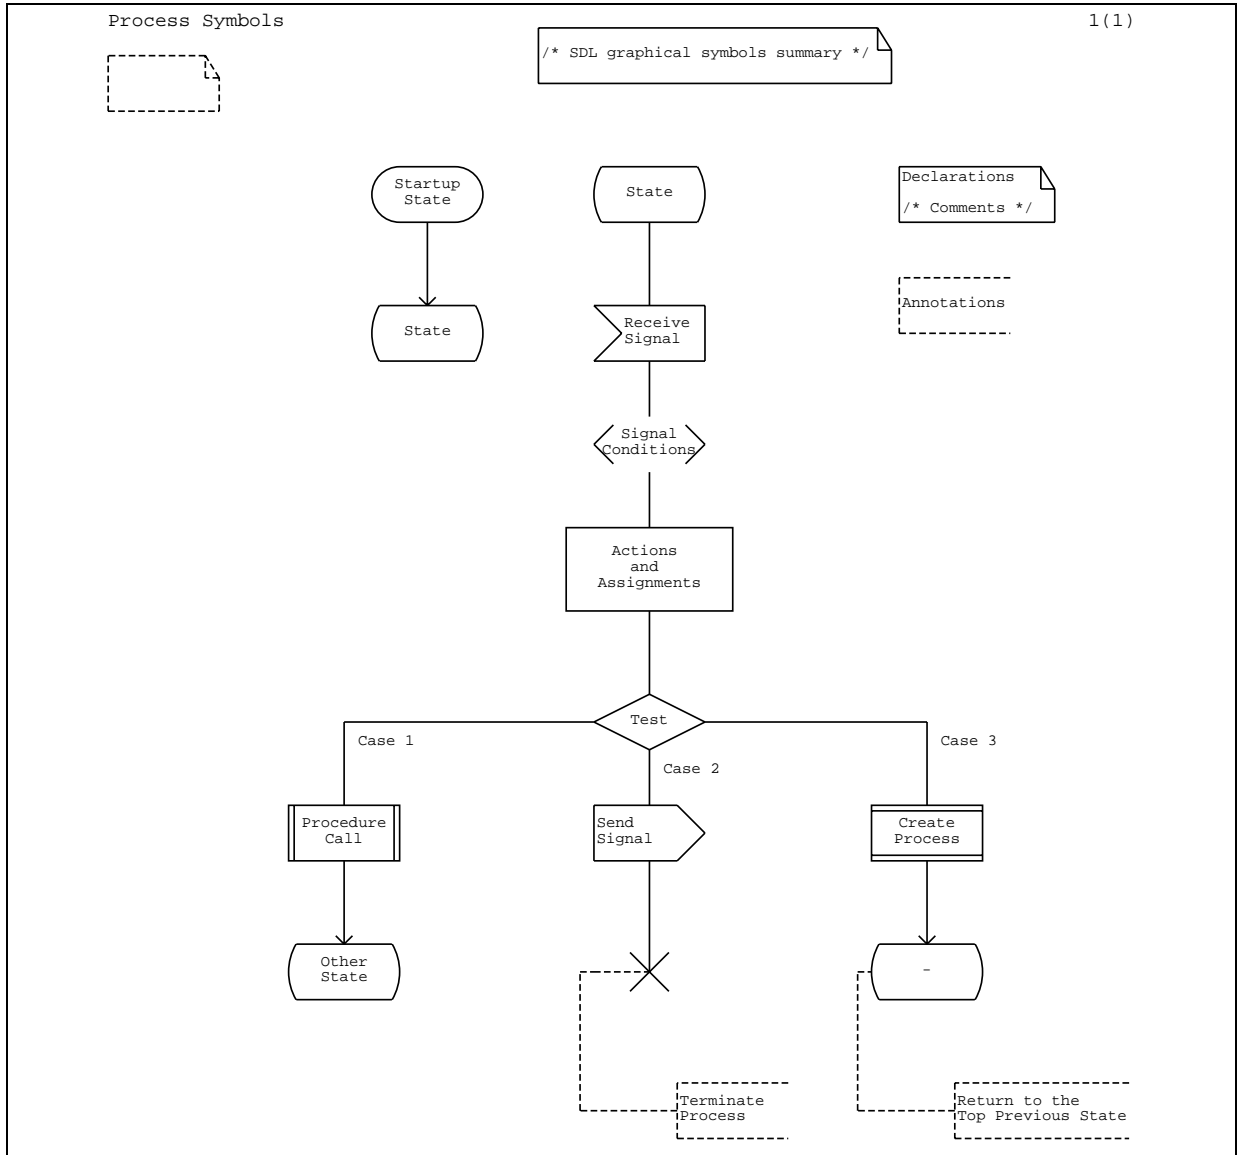 Process Symbols
1(1)
/* SDL graphical symbols summary */
Startup
State
State
Declarations
/* Comments */
State
Receive
Signal
Annotations
Signal
Conditions
Actions
and
Assignments
Test
Case 1
Case 2
Case 3
Procedure
Call
Send
Signal
Create
Process
Other
State
-
Terminate
Process
Return to the
Top Previous State